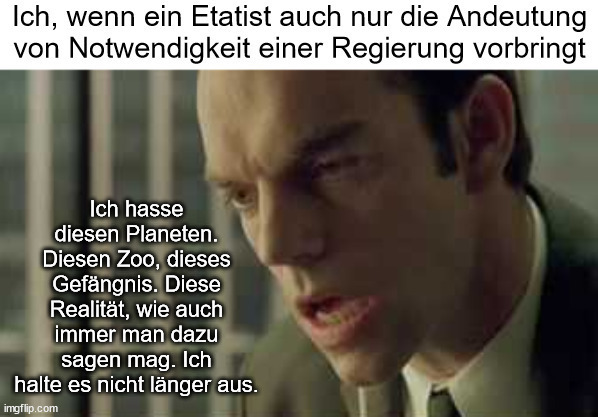 Ich, wenn ein Etatist auch nur die Andeutung
von Notwendigkeit einer Regierung vorbringt
Ich hasse
diesen Planeten.
Diesen Zoo, dieses
Gefängnis. Diese
Realität, wie auch
immer man dazu
sagen mag. Ich
halte es nicht länger aus.
imgflip.com